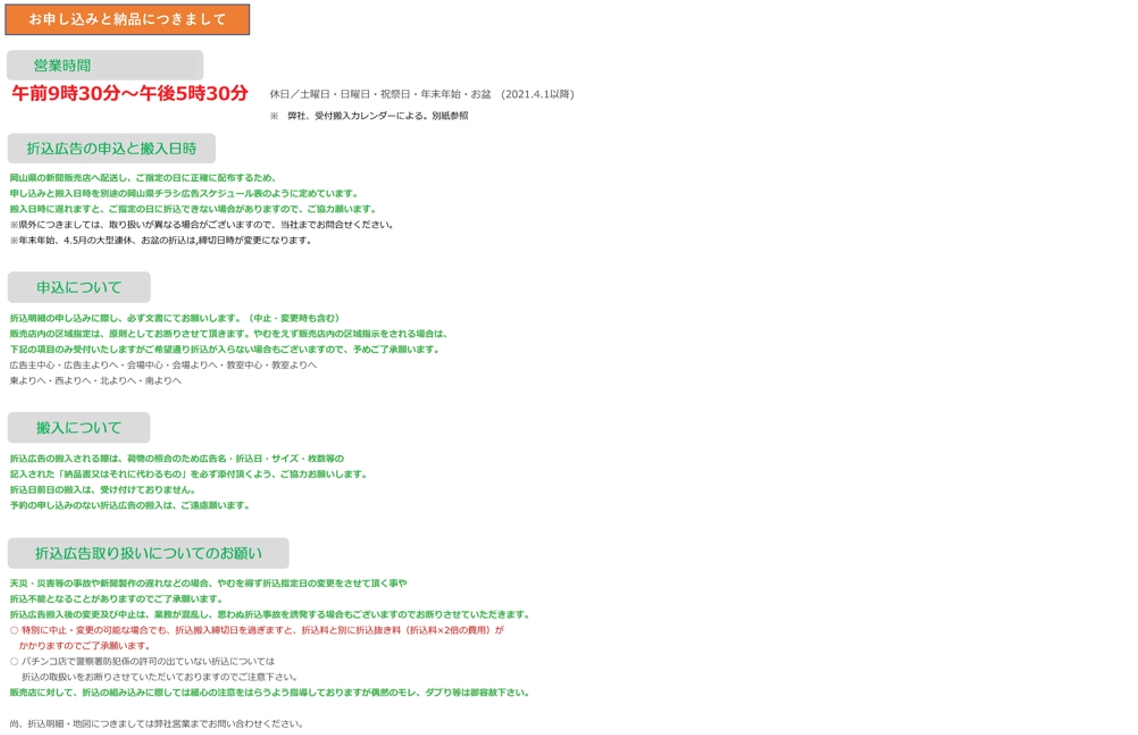 お申し込みと納品につきまして
営業時間
午前9時30分～午後5時30分
休日／土曜日・日曜日・祝祭日・年末年始・お盆　(2021.4.1以降)
※　弊社、受付搬入カレンダーによる。別紙参照
折込広告の申込と搬入日時
岡山県の新聞販売店へ配送し、ご指定の日に正確に配布するため、
申し込みと搬入日時を別途の岡山県チラシ広告スケジュール表のように定めています。
搬入日時に遅れますと、ご指定の日に折込できない場合がありますので、ご協力願います。
※県外につきましては、取り扱いが異なる場合がございますので、当社までお問合せください。
※年末年始、4.5月の大型連休、お盆の折込は,締切日時が変更になります。
申込について
折込明細の申し込みに際し、必ず文書にてお願いします。（中止・変更時も含む）
販売店内の区域指定は、原則としてお断りさせて頂きます。やむをえず販売店内の区域指示をされる場合は、
下記の項目のみ受付いたしますがご希望通り折込が入らない場合もございますので、予めご了承願います。
広告主中心・広告主よりへ・会場中心・会場よりへ・教室中心・教室よりへ
東よりへ・西よりへ・北よりへ・南よりへ
搬入について
折込広告の搬入される際は、荷物の照合のため広告名・折込日・サイズ・枚数等の
記入された「納品書又はそれに代わるもの」を必ず添付頂くよう、ご協力お願いします。
折込日前日の搬入は、受け付けておりません。
予約の申し込みのない折込広告の搬入は、ご遠慮願います。
折込広告取り扱いについてのお願い
天災・災害等の事故や新聞製作の遅れなどの場合、やむを得ず折込指定日の変更をさせて頂く事や
折込不能となることがありますのでご了承願います。
折込広告搬入後の変更及び中止は、業務が混乱し、思わぬ折込事故を誘発する場合もございますのでお断りさせていただきます。
○ 特別に中止・変更の可能な場合でも、折込搬入締切日を過ぎますと、折込料と別に折込抜き料（折込料×2倍の費用）が
かかりますのでご了承願います。
○ パチンコ店で警察署防犯係の許可の出ていない折込については
折込の取扱いをお断りさせていただいておりますのでご注意下さい。
販売店に対して、折込の組み込みに際しては細心の注意をはらうよう指導しておりますが偶然のモレ、ダブり等は御容赦下さい。
尚、折込明細・地図につきましては弊社営業までお問い合わせください。